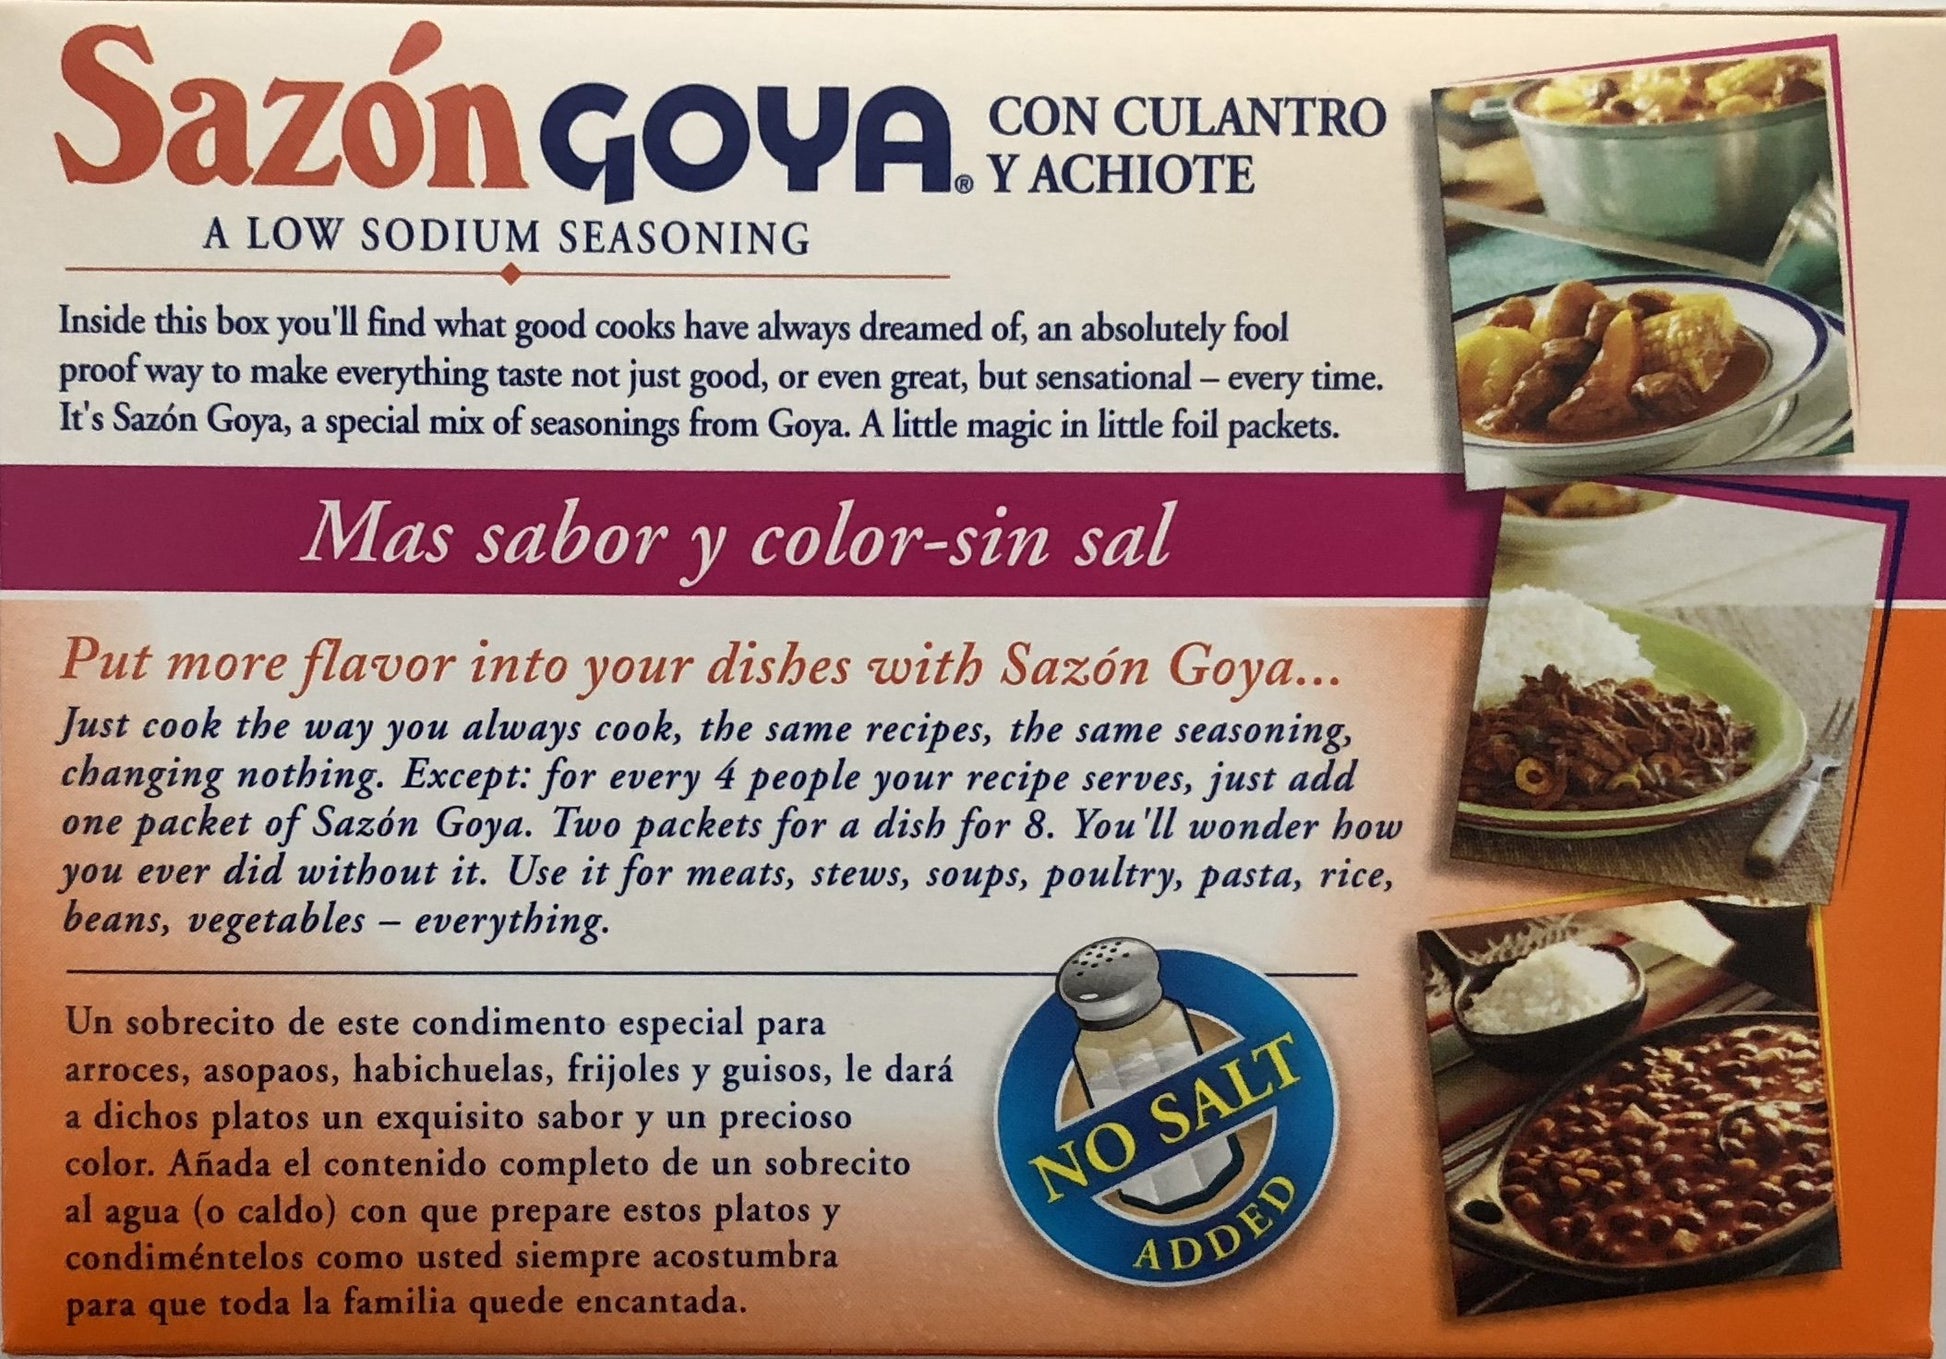 Sazón GOYA® CON CULANTRO
Y ACHIOTE
A LOW SODIUM SEASONING
Inside this box you'll find what good cooks have always dreamed of, an absolutely fool
proof way to make everything taste not just good, or even great, but sensational – every time.
It's Sazón Goya, a special mix of seasonings from Goya. A little magic in little foil packets.
Mas sabor y color-sin sal
Put more flavor into your dishes with Sazón Goya...
Just cook the way you always cook, the same recipes, the same seasoning,
changing nothing. Except: for every 4 people your recipe serves, just add
one packet of Sazón Goya. Two packets for a dish for 8. You'll wonder how
you ever did without it. Use it for meats, stews, soups, poultry, pasta, rice,
beans, vegetables – everything.
Un sobrecito de este condimento especial para
arroces, asopaos, habichuelas, frijoles y guisos, le dará
a dichos platos un exquisito sabor y un precioso
color. Añada el contenido completo de un sobrecito
al agua (o caldo) con que prepare estos platos y
condiméntelos como usted siempre acostumbra
para que toda la familia quede encantada.
NO SALT
ADDED